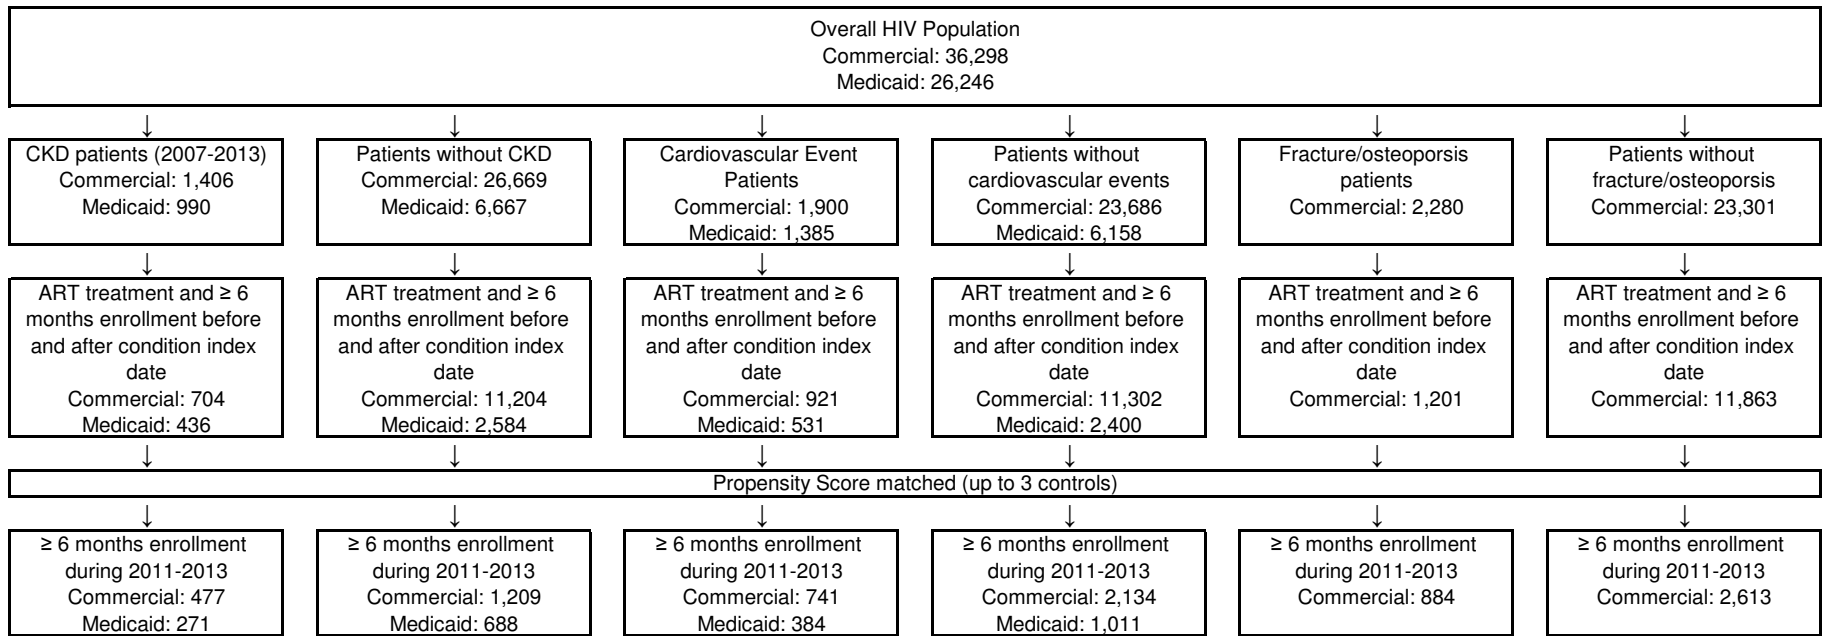 Overall HIV Population
Commercial: 36,298
Medicaid: 26,246
↓ ↓ ↓ ↓ ↓ ↓
CKD patients (2007-2013)
Commercial: 1,406
Medicaid: 990
Patients without CKD
Commercial: 26,669
Medicaid: 6,667
Cardiovascular Event
Patients
Commercial: 1,900
Medicaid: 1,385
Patients without
cardiovascular events
Commercial: 23,686
Medicaid: 6,158
Fracture/osteoporsis
patients
Commercial: 2,280
Patients without
fracture/osteoporsis
Commercial: 23,301
↓ ↓ ↓ ↓ ↓ ↓
ART treatment and ≥ 6
months enrollment before
and after condition index
date
Commercial: 704
Medicaid: 436
ART treatment and ≥ 6
months enrollment before
and after condition index
date
Commercial: 11,204
Medicaid: 2,584
ART treatment and ≥ 6
months enrollment before
and after condition index
date
Commercial: 921
Medicaid: 531
ART treatment and ≥ 6
months enrollment before
and after condition index
date
Commercial: 11,302
Medicaid: 2,400
ART treatment and ≥ 6
months enrollment before
and after condition index
date
Commercial: 1,201
ART treatment and ≥ 6
months enrollment before
and after condition index
date
Commercial: 11,863
↓ ↓ ↓ ↓ ↓ ↓
Propensity Score matched (up to 3 controls)
↓ ↓ ↓ ↓ ↓ ↓
≥ 6 months enrollment
during 2011-2013
Commercial: 477
Medicaid: 271
≥ 6 months enrollment
during 2011-2013
Commercial: 1,209
Medicaid: 688
≥ 6 months enrollment
during 2011-2013
Commercial: 741
Medicaid: 384
≥ 6 months enrollment
during 2011-2013
Commercial: 2,134
Medicaid: 1,011
≥ 6 months enrollment
during 2011-2013
Commercial: 884
≥ 6 months enrollment
during 2011-2013
Commercial: 2,613